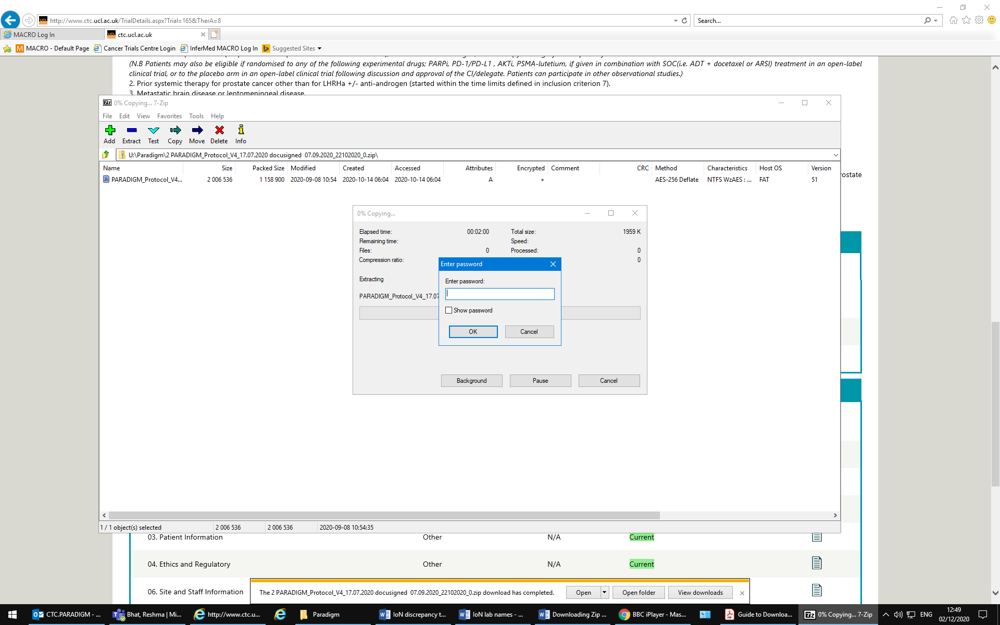 http://www.ctc.ucl.ac.uk/TrialDetails.aspx?Trial=165&TherA=8
Search...
MACRO Log In
ctc.ucl.ac.uk
MACRO - Default Page
Cancer Trials Centre Login
InferMed MACRO Log In
Suggested Sites
(N.B Patients may also be eligible if randomised to any of the following experimental drugs; PARPi, PD-1/PD-L1 , AKTi, PSMA-lutetium, if given in combination with SOC(i.e. ADT + docetaxel or ARSI) treatment in an open-label
clinical trial, or to the placebo arm in an open-label clinical trial following discussion and approval of the CI/delegate. Patients can participate in other observational studies.)
2. Prior systemic therapy for prostate cancer other than for LHRHa +/- anti-androgen (started within the time limits defined in inclusion criterion 7).
3. Metastatic brain disease or leptomeningeal disease.
0% Copying... 7-Zip
File Edit View Favorites Tools Help
Add Extract Test Copy Move Delete Info
U:\Paradigm\2 PARADIGM_Protocol_V4_17.07.2020 docusigned 07.09.2020_22102020_0.zip\
Name Size Packed Size Modified Created Accessed Attributes Encrypted Comment CRC Method Characteristics Host OS Version
PARADIGM_Protocol_V4... 2 006 536 1 158 900 2020-09-08 10:54 2020-10-14 06:04 2020-10-14 06:04 A + AES-256 Deflate NTFS WzAES : ... FAT 51
rostate
0% Copying...
Elapsed time: 00:02:00 Total size: 1959 K
Remaining time: Speed:
Files: 0 Processed: 0
Compression ratio: 0
Enter password
Extracting
Enter password:
PARADIGM_Protocol_V4_17.07
Show password
OK Cancel
Background Pause Cancel
1 / 1 object(s) selected 2 006 536 2 006 536 2020-09-08 10:54:35
03. Patient Information Other N/A Current
04. Ethics and Regulatory Other N/A Current
06. Site and Staff Information
The 2 PARADIGM_Protocol_V4_17.07.2020 docusigned 07.09.2020_22102020_0.zip download has completed.
Open Open folder View downloads
CTC.PARADIGM - ...
Bhat, Reshma | Mi...
http://www.ctc.u...
Paradigm
IoN discrepancy t...
IoN lab names - ...
Downloading Zip ...
BBC iPlayer - Mas...
Guide to Downloa...
0% Copying... 7-Zip
ENG
12:49
02/12/2020